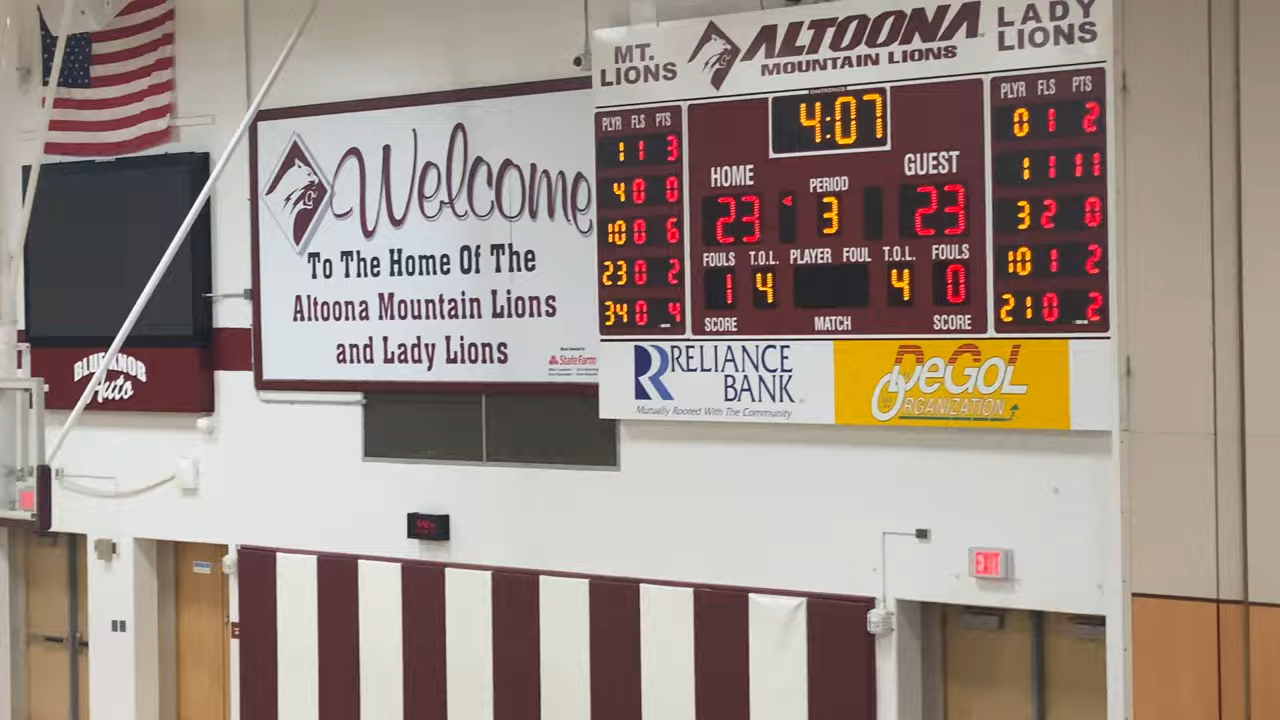 MT.
LIONS
ALTOONA
MOUNTAIN LIONS
LADY
LIONS
PLYR FLS PTS
1 1 3
4 0 0
10 0 6
23 0 2
34 0 4
4:07
HOME
23
PERIOD
3
GUEST
23
FOULS T.O.L. PLAYER FOUL T.O.L. FOULS
1 4 4 0
SCORE MATCH SCORE
PLYR FLS PTS
0 1 2
1 1 11
3 2 0
10 1 2
21 0 2
Welcome
To The Home Of The
Altoona Mountain Lions
and Lady Lions
State Farm
BLUE KNOB
Auto
R RELIANCE
BANK
Mutually Rooted With The Community
DeGOL
ORGANIZATION
EXIT